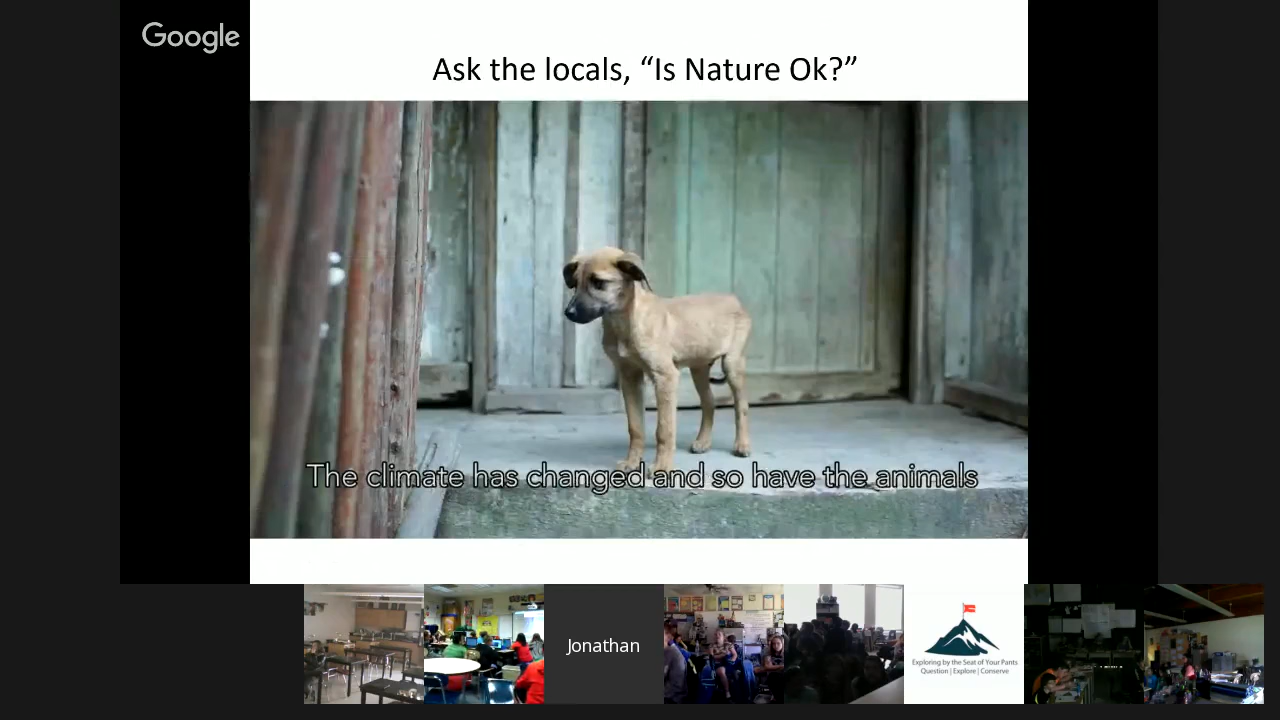 Google
Ask the locals, “Is Nature Ok?”
The climate has changed and so have the animals
Jonathan
Exploring by the Seat of Your Pants
Question | Explore | Conserve